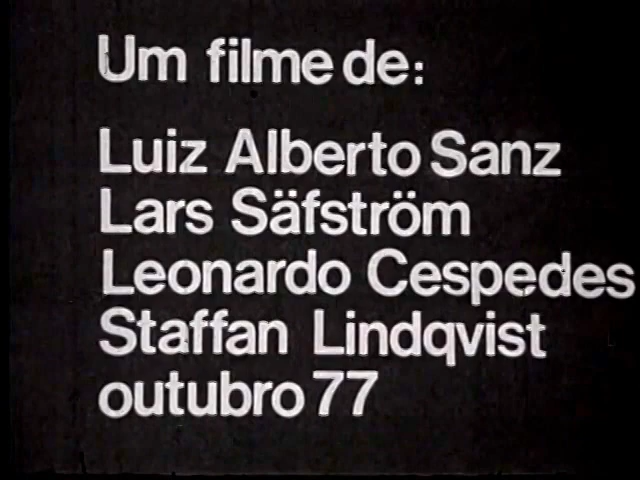 Um filme de:
Luiz Alberto Sanz
Lars Säfström
Leonardo Cespedes
Staffan Lindqvist
outubro 77